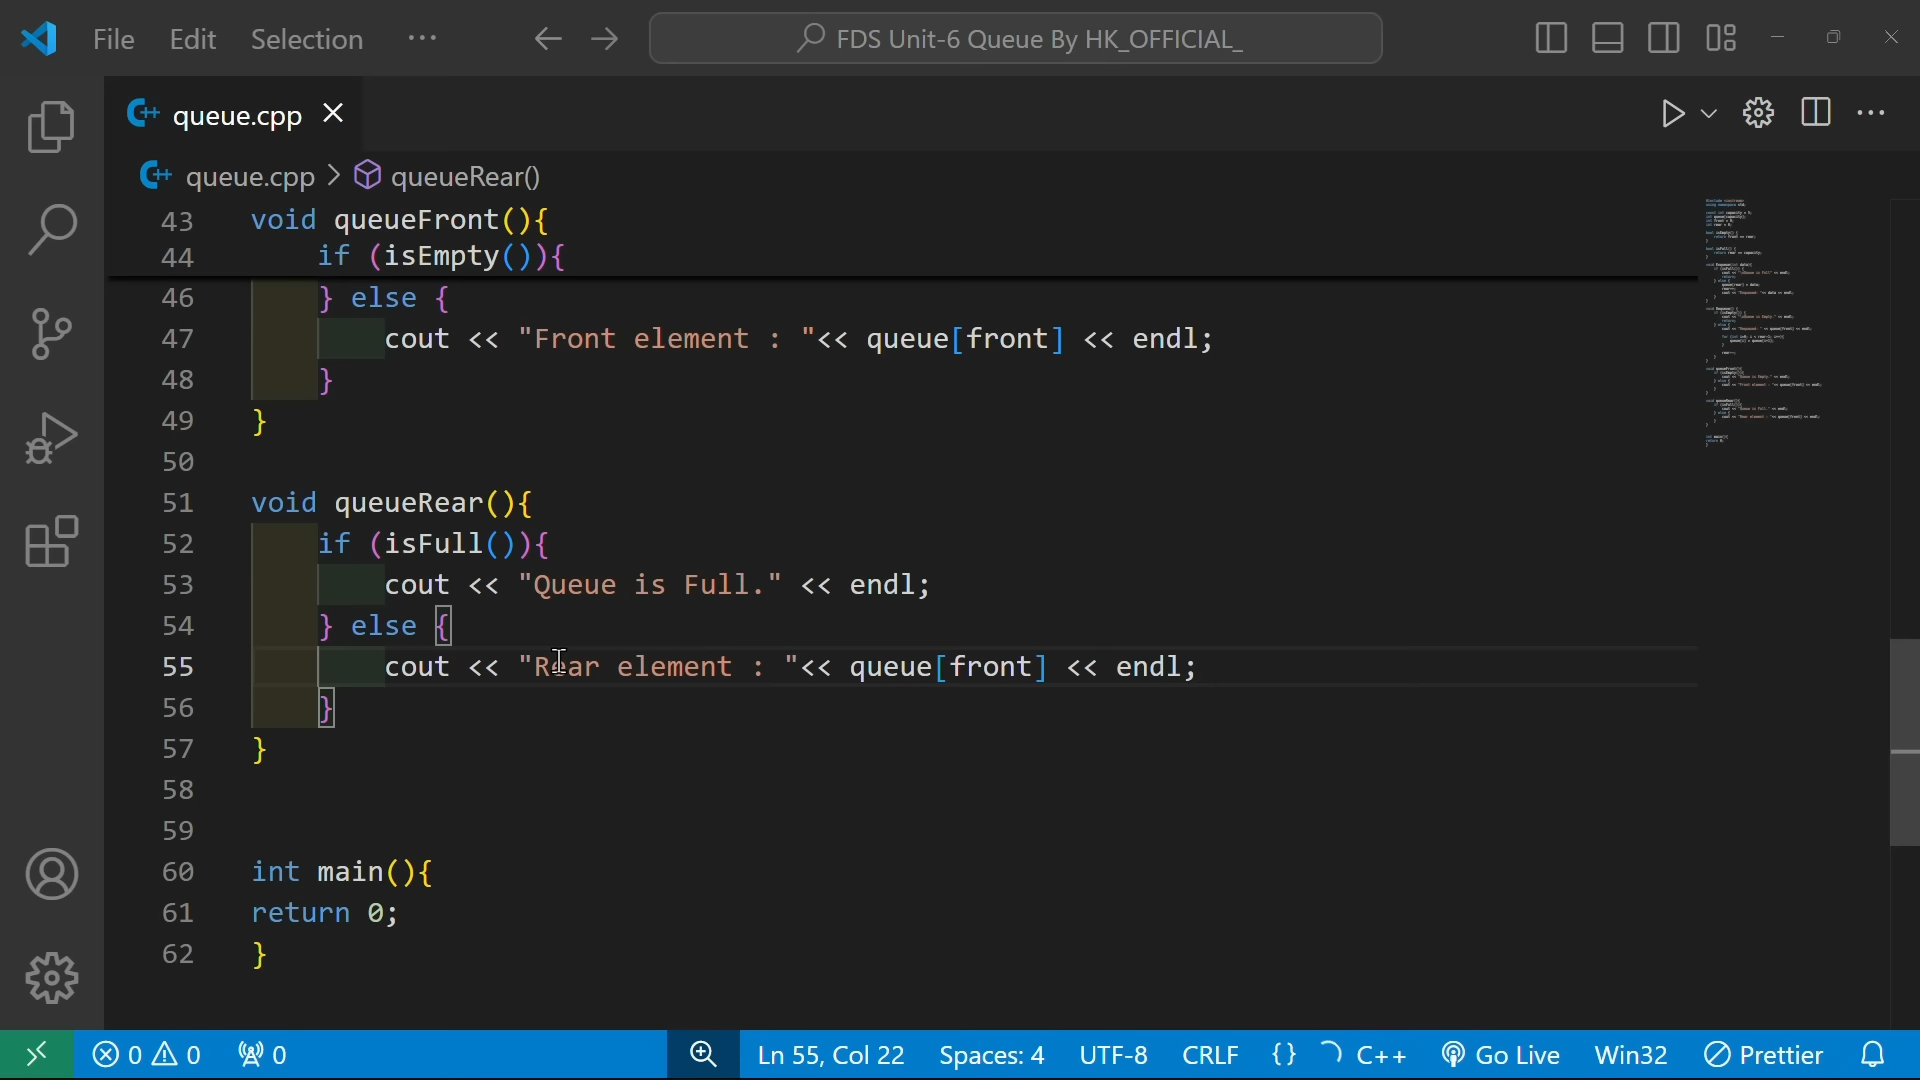 File Edit Selection ··· FDS Unit-6 Queue By HK_OFFICIAL_
queue.cpp
queue.cpp > queueRear()
43 void queueFront(){
44     if (isEmpty()){
46     } else {
47         cout << "Front element : "<< queue[front] << endl;
48     }
49 }
50
51 void queueRear(){
52     if (isFull()){
53         cout << "Queue is Full." << endl;
54     } else {
55         cout << "Rear element : "<< queue[front] << endl;
56     }
57 }
58
59
60 int main(){
61 return 0;
62 }
0 0 0 Ln 55, Col 22 Spaces: 4 UTF-8 CRLF {} C++ Go Live Win32 Prettier